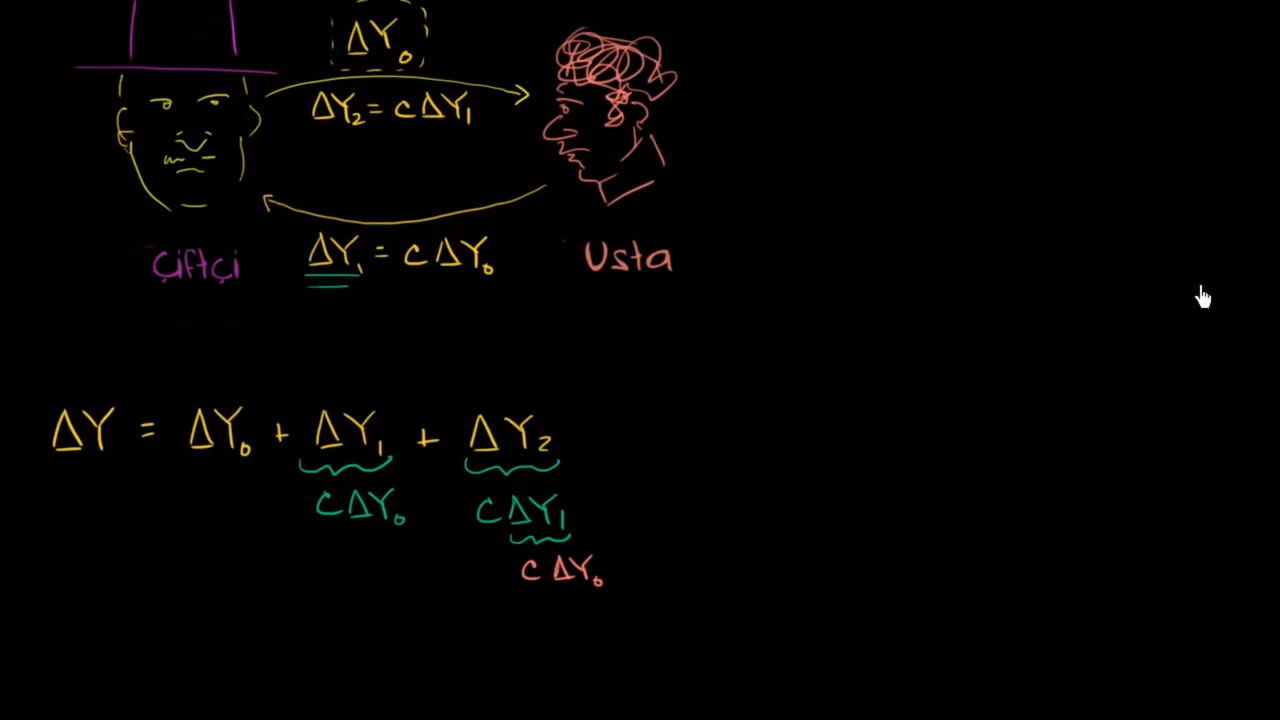 ΔY₀
ΔY₂ = CΔY₁
ΔY₁ = CΔY₀
Çiftçi
Usta
ΔY = ΔY₀ + ΔY₁ + ΔY₂
CΔY₀ CΔY₁
CΔY₀